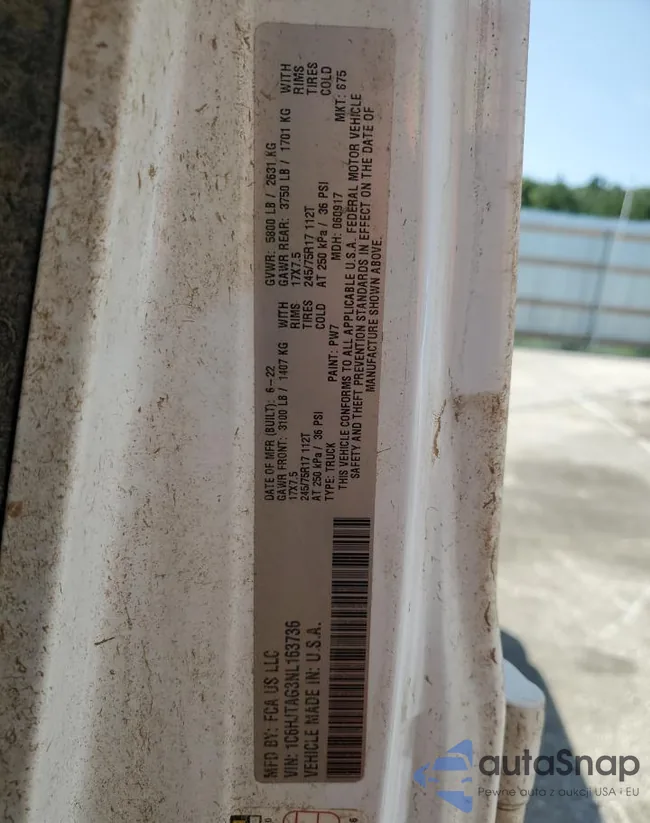 MFD BY: FCA US LLC
VIN: 1C6HJTAG3NL163736
VEHICLE MADE IN: U.S.A.
DATE OF MFR (BUILT): 6-22
GAWR FRONT: 3100 LB / 1407 KG WITH
17X7.5 RIMS
245/75R17 112T TIRES
AT 250 kPa / 36 PSI COLD
TYPE: TRUCK PAINT: PW7
GVWR: 5800 LB / 2631 KG
GAWR REAR: 3750 LB / 1701 KG WITH
17X7.5 RIMS
245/75R17 112T TIRES
AT 250 kPa / 36 PSI COLD
MDH: 060917 MKT: S75
THIS VEHICLE CONFORMS TO ALL APPLICABLE U.S.A. FEDERAL MOTOR VEHICLE
SAFETY AND THEFT PREVENTION STANDARDS IN EFFECT ON THE DATE OF
MANUFACTURE SHOWN ABOVE.
autoSnap
Pewne auta z aukcji USA i EU